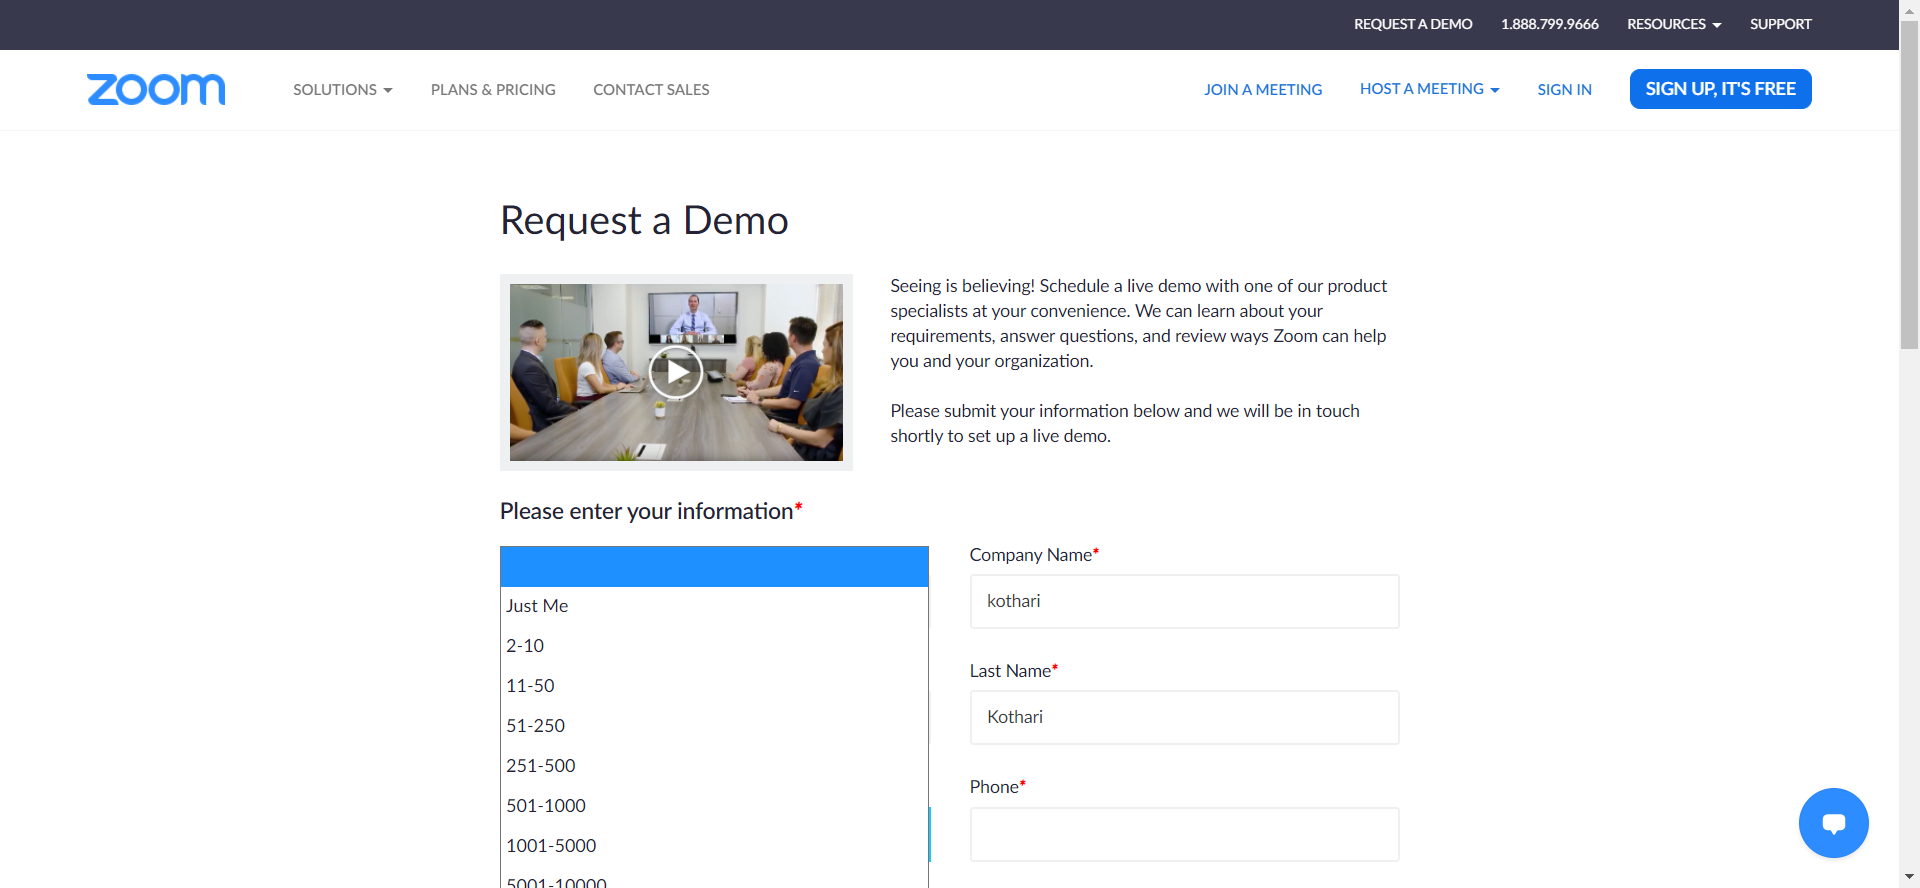 REQUEST A DEMO 1.888.799.9666 RESOURCES SUPPORT
zoom SOLUTIONS PLANS & PRICING CONTACT SALES JOIN A MEETING HOST A MEETING SIGN IN SIGN UP, IT'S FREE
Request a Demo
Seeing is believing! Schedule a live demo with one of our product
specialists at your convenience. We can learn about your
requirements, answer questions, and review ways Zoom can help
you and your organization.
Please submit your information below and we will be in touch
shortly to set up a live demo.
Please enter your information*
Just Me
2-10
11-50
51-250
251-500
501-1000
1001-5000
5001-10000
Company Name*
kothari
Last Name*
Kothari
Phone*